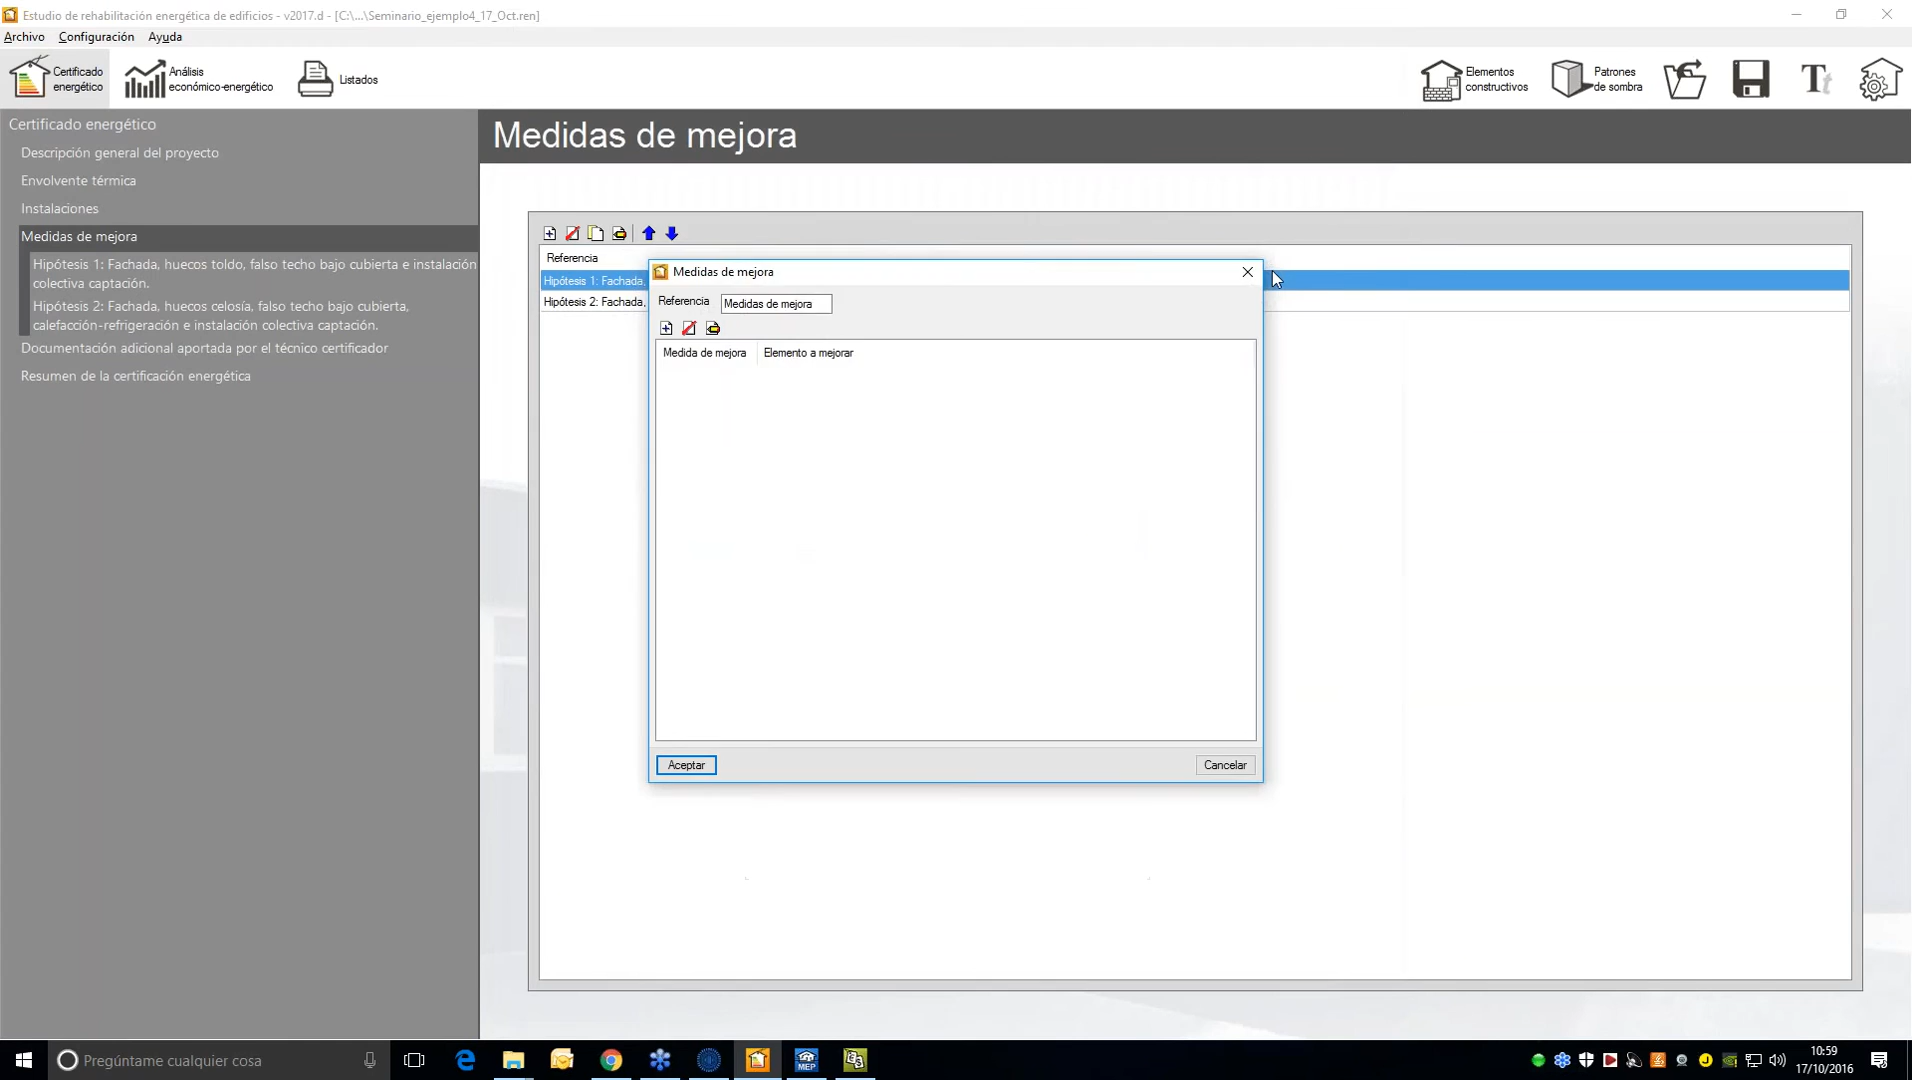 Estudio de rehabilitación energética de edificios - v2017.d - [C:\...\Seminario_ejemplo4_17_Oct.ren]
Archivo Configuración Ayuda
Certificado
energético
Análisis
económico-energético
Listados
Elementos
constructivos
Patrones
de sombra
Tt
Certificado energético
Descripción general del proyecto
Envolvente térmica
Instalaciones
Medidas de mejora
Hipótesis 1: Fachada, huecos toldo, falso techo bajo cubierta e instalación
colectiva captación.
Hipótesis 2: Fachada, huecos celosía, falso techo bajo cubierta,
calefacción-refrigeración e instalación colectiva captación.
Documentación adicional aportada por el técnico certificador
Resumen de la certificación energética
Medidas de mejora
Referencia
Hipótesis 1: Fachada,
Hipótesis 2: Fachada,
Medidas de mejora
Referencia Medidas de mejora
Medida de mejora Elemento a mejorar
Aceptar Cancelar
Pregúntame cualquier cosa
MEP
10:59
17/10/2016